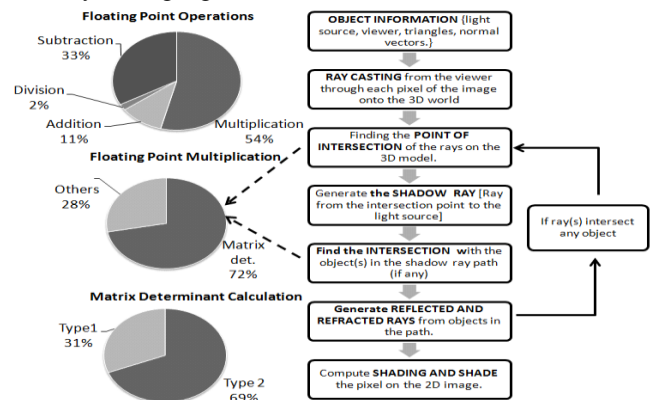 Floating Point Operations
Subtraction
33%
Division
2%
Addition
11%
Multiplication
54%
Floating Point Multiplication
Others
28%
Matrix
det.
72%
Matrix Determinant Calculation
Type1
31%
Type 2
69%
OBJECT INFORMATION {light
source, viewer, triangles, normal
vectors.}
RAY CASTING from the viewer
through each pixel of the image
onto the 3D world
Finding the POINT OF
INTERSECTION of the rays on the
3D model.
Generate the SHADOW RAY [Ray
from the intersection point to the
light source]
Find the INTERSECTION with the
object(s) in the shadow ray path
(if any)
Generate REFLECTED AND
REFRACTED RAYS from objects in
the path.
Compute SHADING AND SHADE
the pixel on the 2D image.
If ray(s) intersect
any object